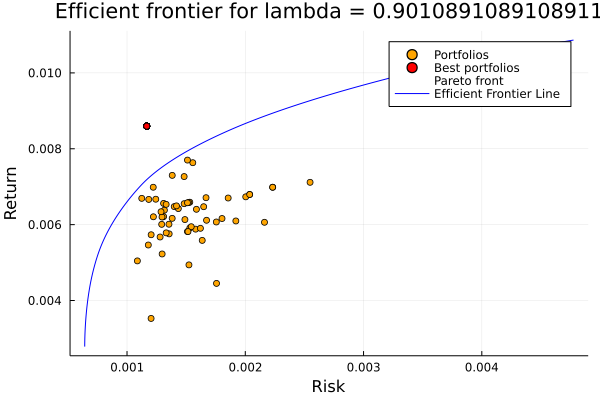 Efficient frontier for lambda = 0.9010891089108911
Portfolios
Best portfolios
Pareto front
Efficient Frontier Line
Return
0.010
0.008
0.006
0.004
0.001
0.002
0.003
0.004
Risk